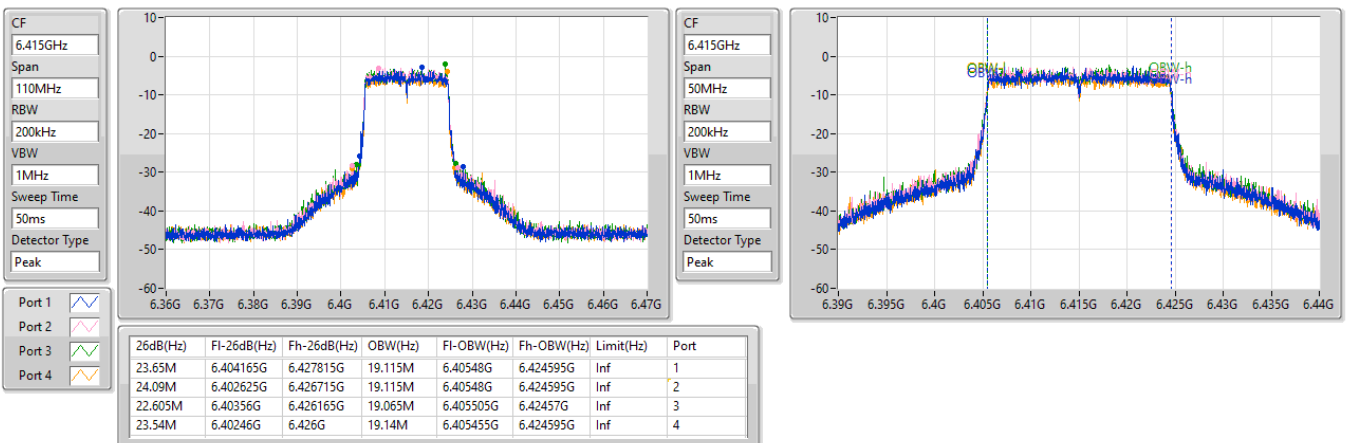 CF
6.415GHz
Span
110MHz
RBW
200kHz
VBW
1MHz
Sweep Time
50ms
Detector Type
Peak
10-
0-
-10-
-20-
-30-
-40-
-50-
-60-
6.36G 6.37G 6.38G 6.39G 6.4G 6.41G 6.42G 6.43G 6.44G 6.45G 6.46G 6.47G
CF
6.415GHz
Span
50MHz
RBW
200kHz
VBW
1MHz
Sweep Time
50ms
Detector Type
Peak
10-
0-
-10-
-20-
-30-
-40-
-50-
-60-
OBW-h
6.39G 6.395G 6.4G 6.405G 6.41G 6.415G 6.42G 6.425G 6.43G 6.435G 6.44G
Port 1
Port 2
Port 3
Port 4
26dB(Hz) Fl-26dB(Hz) Fh-26dB(Hz) OBW(Hz) Fl-OBW(Hz) Fh-OBW(Hz) Limit(Hz) Port
23.65M 6.404165G 6.427815G 19.115M 6.40548G 6.424595G Inf 1
24.09M 6.402625G 6.426715G 19.115M 6.40548G 6.424595G Inf 2
22.605M 6.40356G 6.426165G 19.065M 6.405505G 6.42457G Inf 3
23.54M 6.40246G 6.426G 19.14M 6.405455G 6.424595G Inf 4